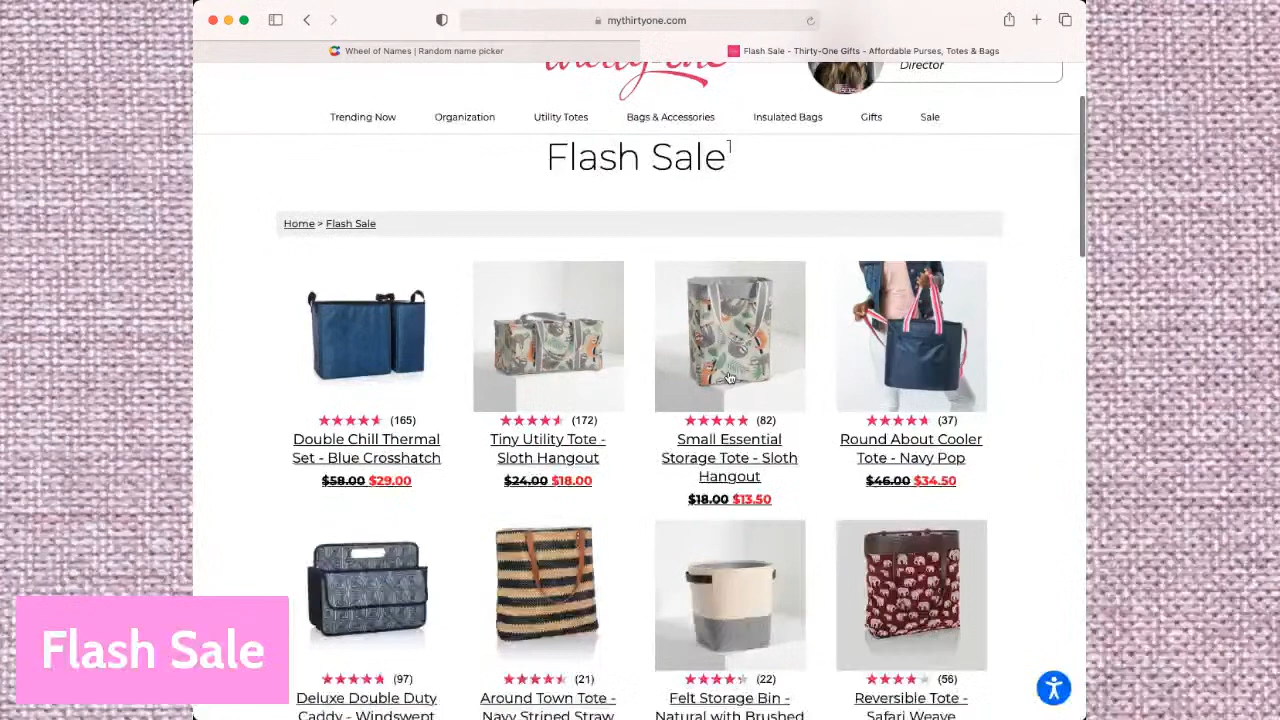 mythirtyone.com
Wheel of Names | Random name picker
Flash Sale - Thirty-One Gifts - Affordable Purses, Totes & Bags
thirty-one
Director
Trending Now
Organization
Utility Totes
Bags & Accessories
Insulated Bags
Gifts
Sale
Flash Sale1
Home > Flash Sale
(165)
Double Chill Thermal
Set - Blue Crosshatch
$58.00 $29.00
(172)
Tiny Utility Tote -
Sloth Hangout
$24.00 $18.00
(82)
Small Essential
Storage Tote - Sloth
Hangout
$18.00 $13.50
(37)
Round About Cooler
Tote - Navy Pop
$46.00 $34.50
(97)
Deluxe Double Duty
Caddy - Windswept
(21)
Around Town Tote -
Navy Striped Straw
(22)
Felt Storage Bin -
Natural with Brushed
(56)
Reversible Tote -
Safari Weave
Flash Sale